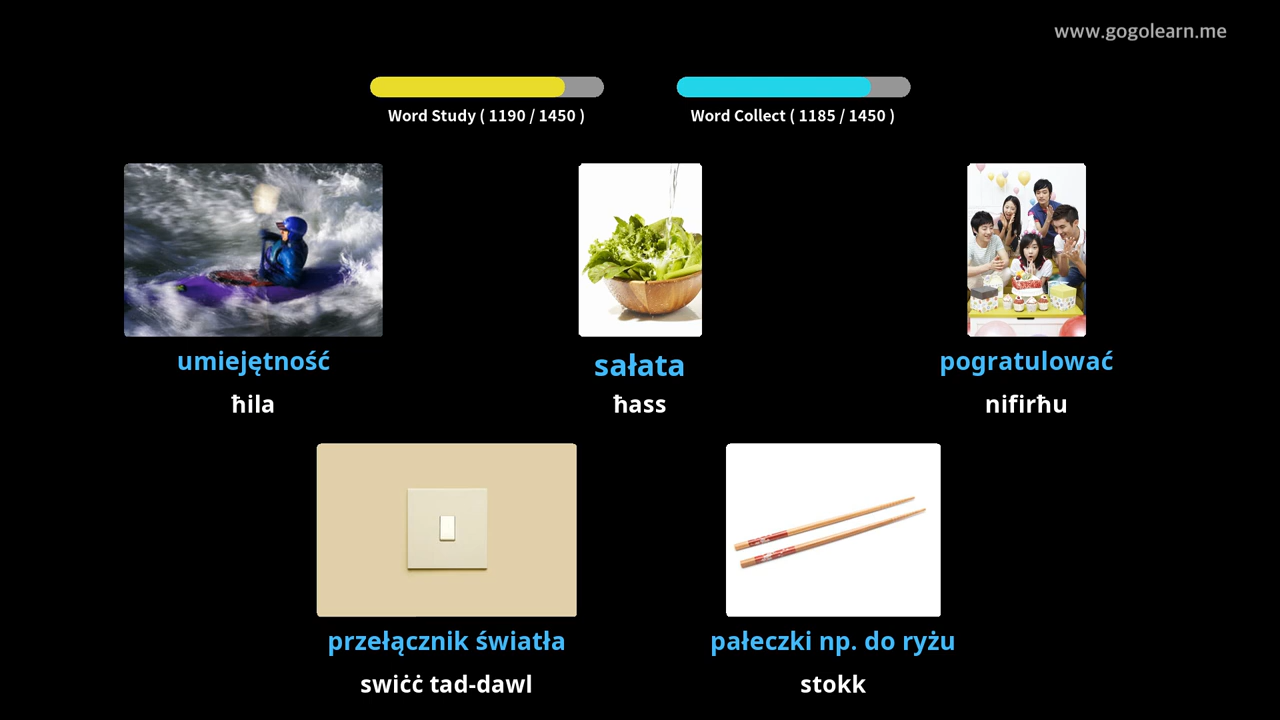 www.gogolearn.me
Word Study ( 1190 / 1450 )
Word Collect ( 1185 / 1450 )
umiejętność
ħila
sałata
ħass
pogratulować
nifirħu
przełącznik światła
swiċċ tad-dawl
pałeczki np. do ryżu
stokk